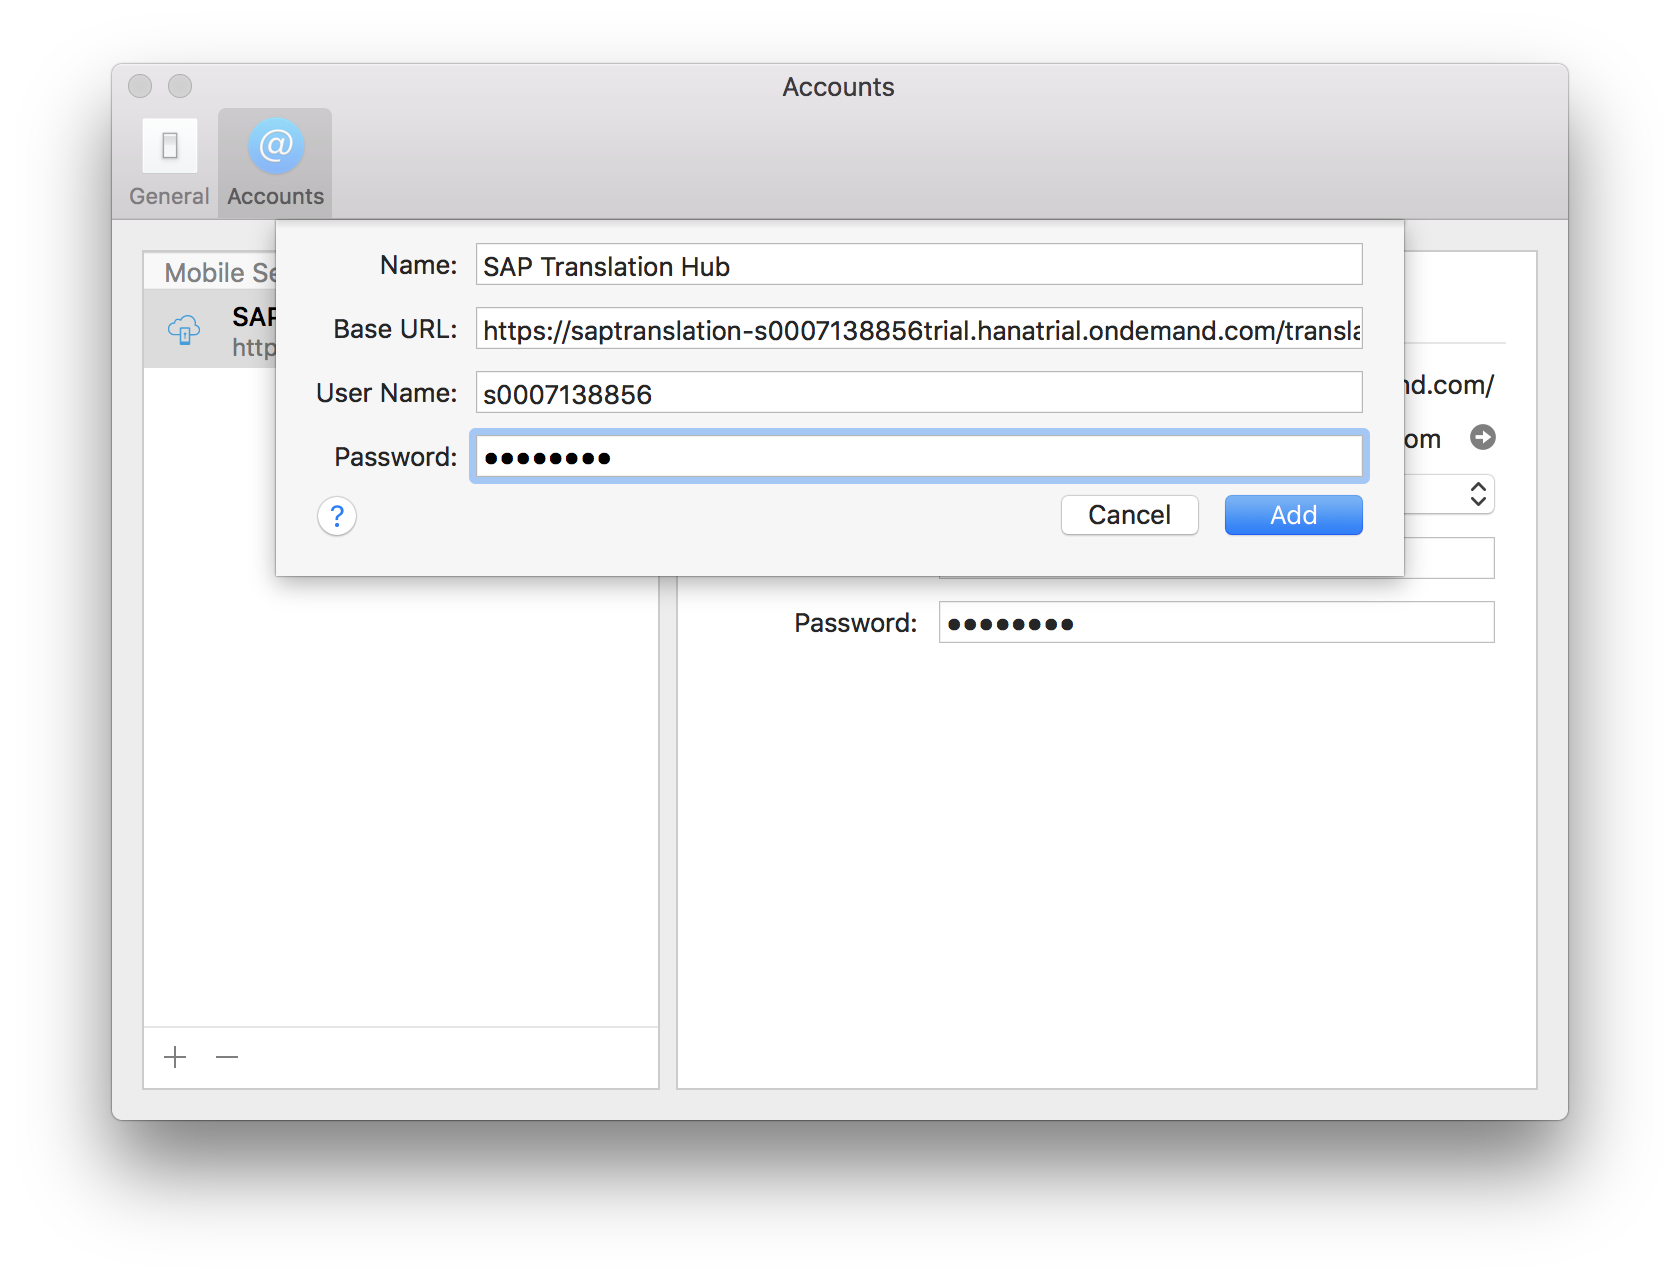 Accounts
General
Accounts
Name:
SAP Translation Hub
Base URL:
https://saptranslation-s0007138856trial.hanatrial.ondemand.com/transla
User Name:
s0007138856
Password:
●●●●●●●●
?
Cancel
Add
Mobile Se
SAP
http
nd.com/
om
Password:
●●●●●●●●